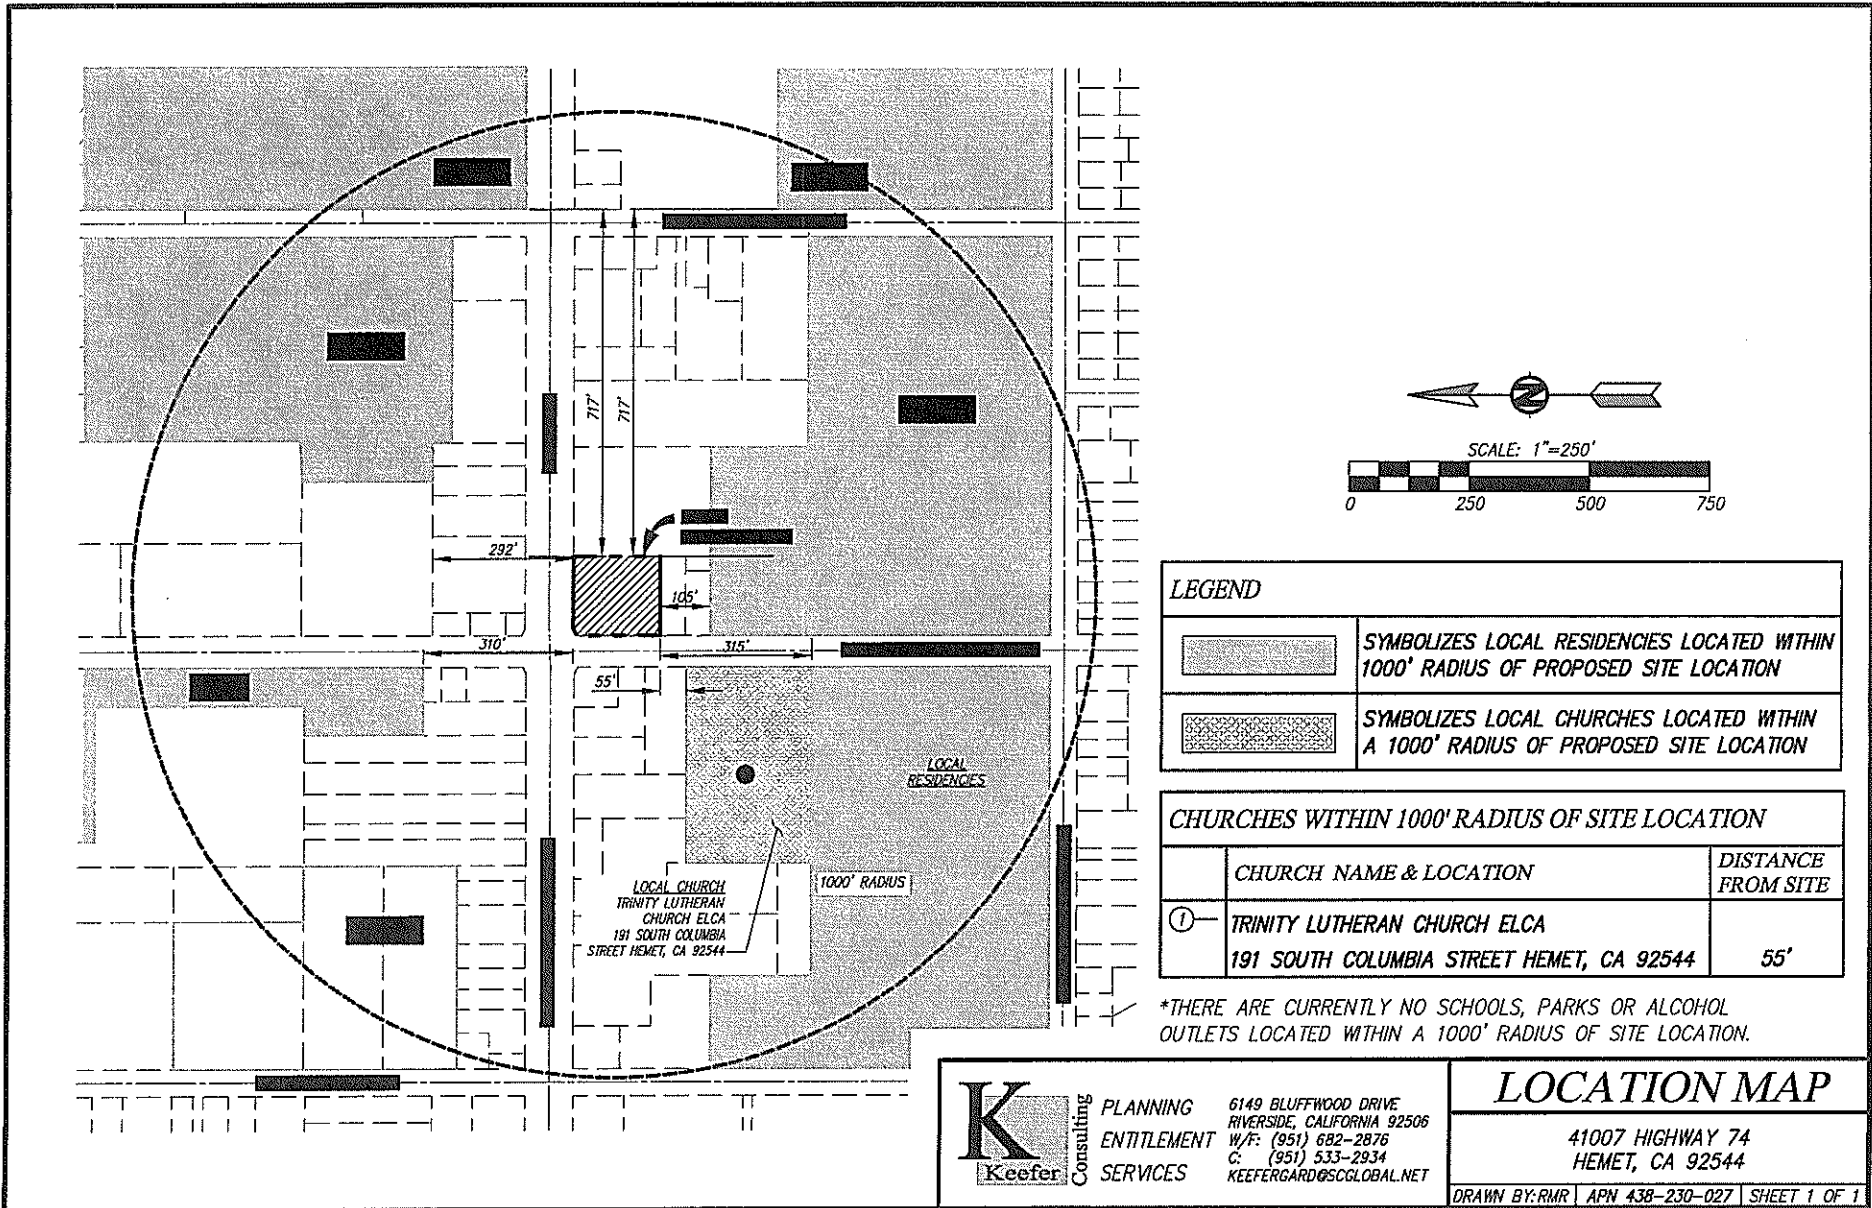 717'
717'
292'
105'
310'
315'
55'
LOCAL
RESIDENCIES
LOCAL CHURCH
TRINITY LUTHERAN
CHURCH ELCA
191 SOUTH COLUMBIA
STREET HEMET, CA 92544
1000' RADIUS
N
SCALE: 1"=250'
0 250 500 750
LEGEND
SYMBOLIZES LOCAL RESIDENCIES LOCATED WITHIN
1000' RADIUS OF PROPOSED SITE LOCATION
SYMBOLIZES LOCAL CHURCHES LOCATED WITHIN
A 1000' RADIUS OF PROPOSED SITE LOCATION
CHURCHES WITHIN 1000' RADIUS OF SITE LOCATION
CHURCH NAME & LOCATION
DISTANCE
FROM SITE
1
TRINITY LUTHERAN CHURCH ELCA
191 SOUTH COLUMBIA STREET HEMET, CA 92544
55'
*THERE ARE CURRENTLY NO SCHOOLS, PARKS OR ALCOHOL
OUTLETS LOCATED WITHIN A 1000' RADIUS OF SITE LOCATION.
K
Keefer
Consulting
PLANNING
ENTITLEMENT
SERVICES
6149 BLUFFWOOD DRIVE
RIVERSIDE, CALIFORNIA 92506
W/F: (951) 682-2876
C: (951) 533-2934
KEEFERGARD@SCGLOBAL.NET
LOCATION MAP
41007 HIGHWAY 74
HEMET, CA 92544
DRAWN BY:RMR APN 438-230-027 SHEET 1 OF 1